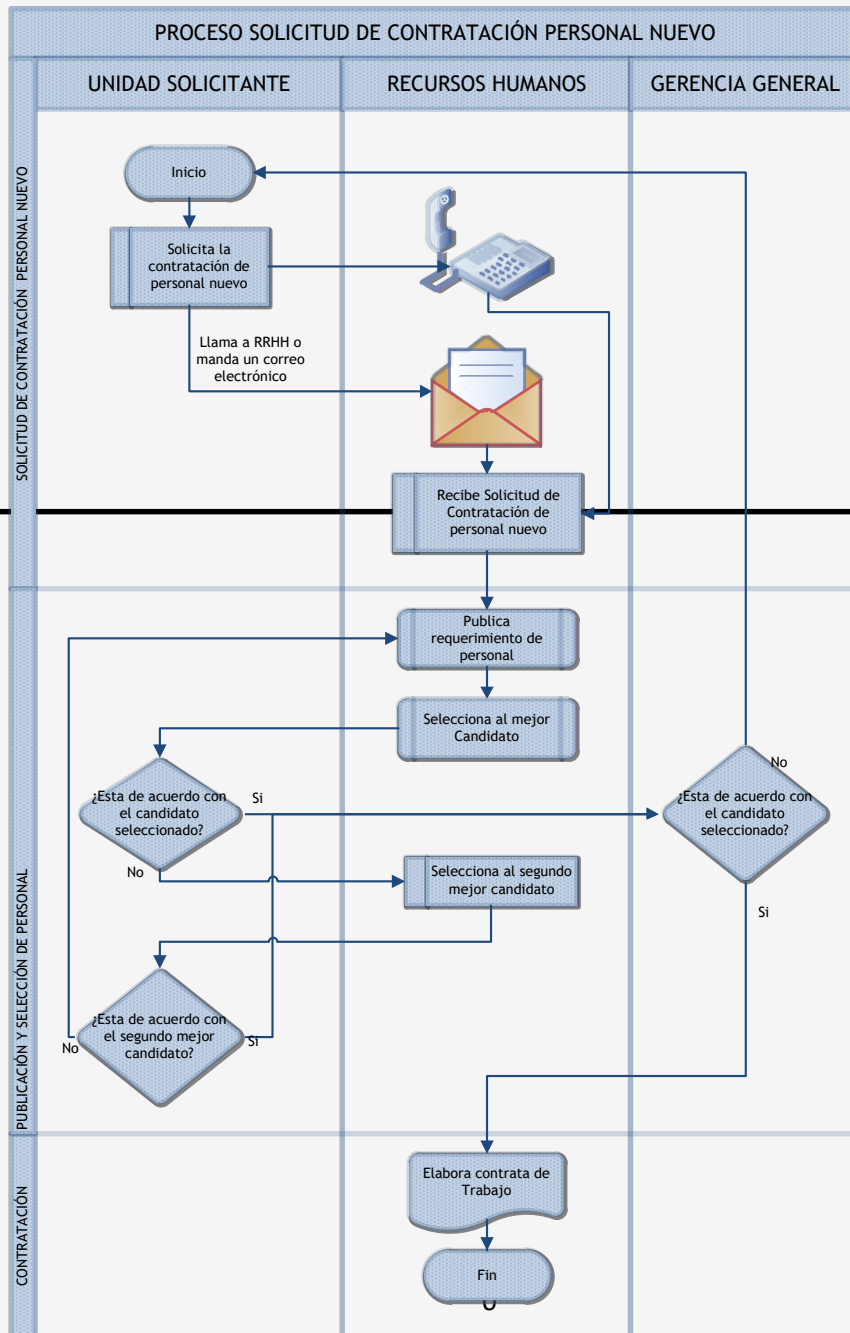 PROCESO SOLICITUD DE CONTRATACIÓN PERSONAL NUEVO
UNIDAD SOLICITANTE
RECURSOS HUMANOS
GERENCIA GENERAL
SOLICITUD DE CONTRATACIÓN PERSONAL NUEVO
Inicio
Solicita la
contratación de
personal nuevo
Llama a RRHH o
manda un correo
electrónico
Recibe Solicitud de
Contratación de
personal nuevo
PUBLICACIÓN Y SELECCIÓN DE PERSONAL
Publica
requerimiento de
personal
Selecciona al mejor
Candidato
¿Esta de acuerdo con
el candidato
seleccionado?
Si
No
¿Esta de acuerdo con
el candidato
seleccionado?
No
Si
Selecciona al segundo
mejor candidato
¿Esta de acuerdo con
el segundo mejor
candidato?
No
Si
CONTRATACIÓN
Elabora contrata de
Trabajo
Fin